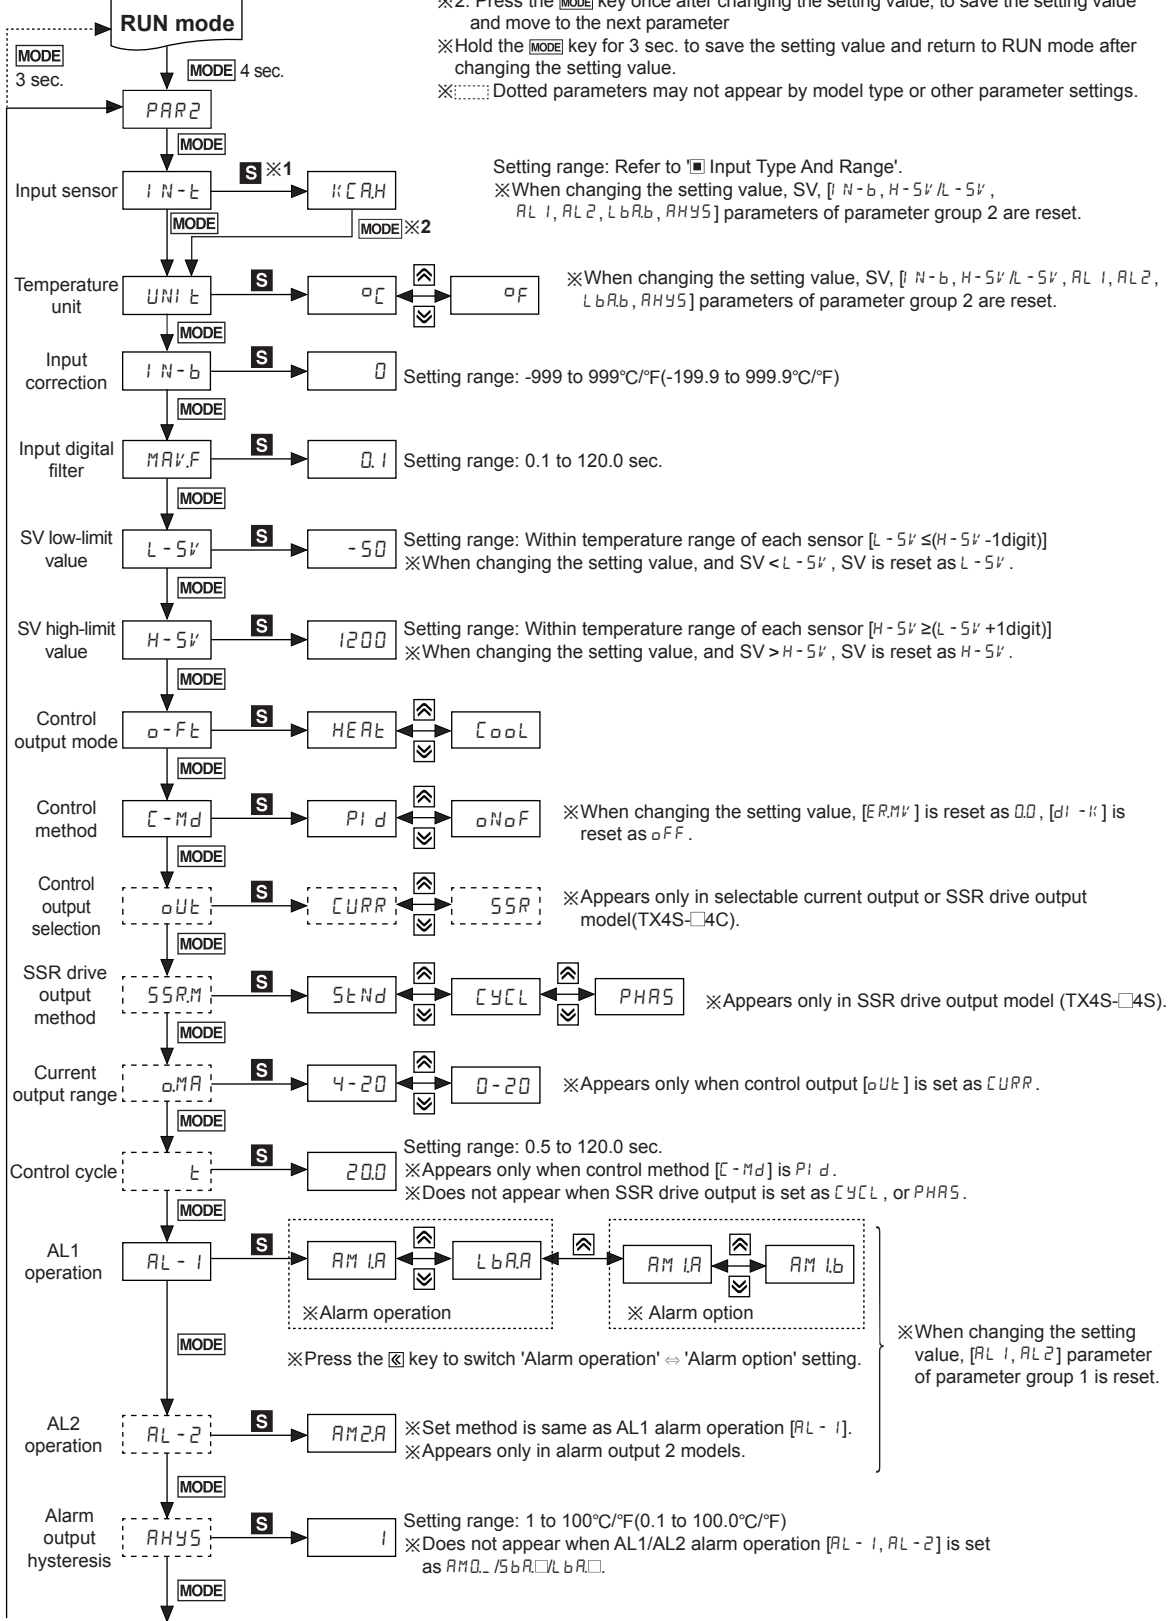 ※2: Press the MODE key once after changing the setting value, to save the setting value
and move to the next parameter
※Hold the MODE key for 3 sec. to save the setting value and return to RUN mode after
changing the setting value.
※ Dotted parameters may not appear by model type or other parameter settings.
RUN mode
MODE
3 sec.
MODE 4 sec.
PAR2
MODE
Input sensor
IN-t
S ※1
KCA.H
MODE ※2
Setting range: Refer to '▣ Input Type And Range'.
※When changing the setting value, SV, [IN-b, H-SV/L-SV,
AL1, AL2, LbA.b, AHYS] parameters of parameter group 2 are reset.
MODE
Temperature
unit
UNIt
S
°C
°F
※When changing the setting value, SV, [IN-b, H-SV/L-SV, AL1, AL2,
LbA.b, AHYS] parameters of parameter group 2 are reset.
MODE
Input
correction
IN-b
S
0
Setting range: -999 to 999℃/℉(-199.9 to 999.9℃/℉)
MODE
Input digital
filter
MAV.F
S
0.1
Setting range: 0.1 to 120.0 sec.
MODE
SV low-limit
value
L-SV
S
-50
Setting range: Within temperature range of each sensor [L-SV ≤(H-SV -1digit)]
※When changing the setting value, and SV < L-SV, SV is reset as L-SV.
MODE
SV high-limit
value
H-SV
S
1200
Setting range: Within temperature range of each sensor [H-SV ≥(L-SV +1digit)]
※When changing the setting value, and SV > H-SV, SV is reset as H-SV.
MODE
Control
output mode
o-Ft
S
HEAt
CooL
MODE
Control
method
C-Md
S
PId
oNoF
※When changing the setting value, [ER.MV] is reset as 0.0, [dI-K] is
reset as oFF.
MODE
Control
output
selection
oUt
S
CURR
SSR
※Appears only in selectable current output or SSR drive output
model(TX4S-□4C).
MODE
SSR drive
output
method
SSR.M
S
StNd
CYCL
PHAS
※Appears only in SSR drive output model (TX4S-□4S).
MODE
Current
output range
o.MA
S
4-20
0-20
※Appears only when control output [oUt] is set as CURR.
MODE
Control cycle
t
S
20.0
Setting range: 0.5 to 120.0 sec.
※Appears only when control method [C-Md] is PId.
※Does not appear when SSR drive output is set as CYCL, or PHAS.
MODE
AL1
operation
AL-1
S
AM1.A
LbA.A
AM1.A
AM1.b
※Alarm operation
※ Alarm option
※Press the « key to switch 'Alarm operation' ⇔ 'Alarm option' setting.
※When changing the setting
value, [AL1, AL2] parameter
of parameter group 1 is reset.
MODE
AL2
operation
AL-2
S
AM2.A
※Set method is same as AL1 alarm operation [AL-1].
※Appears only in alarm output 2 models.
MODE
Alarm
output
hysteresis
AHYS
S
1
Setting range: 1 to 100℃/℉(0.1 to 100.0℃/℉)
※Does not appear when AL1/AL2 alarm operation [AL-1, AL-2] is set
as AM0._ /SbA.□/LbA.□.
MODE